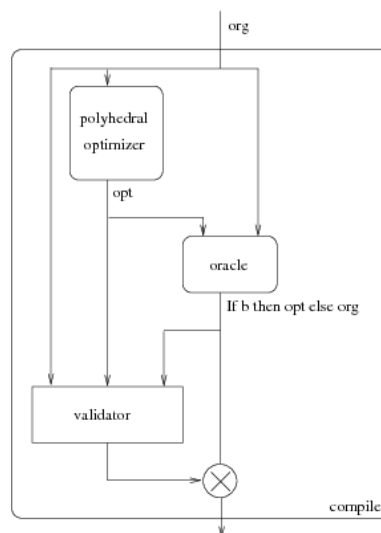 org
polyhedral
optimizer
opt
oracle
If b then opt else org
validator
compile